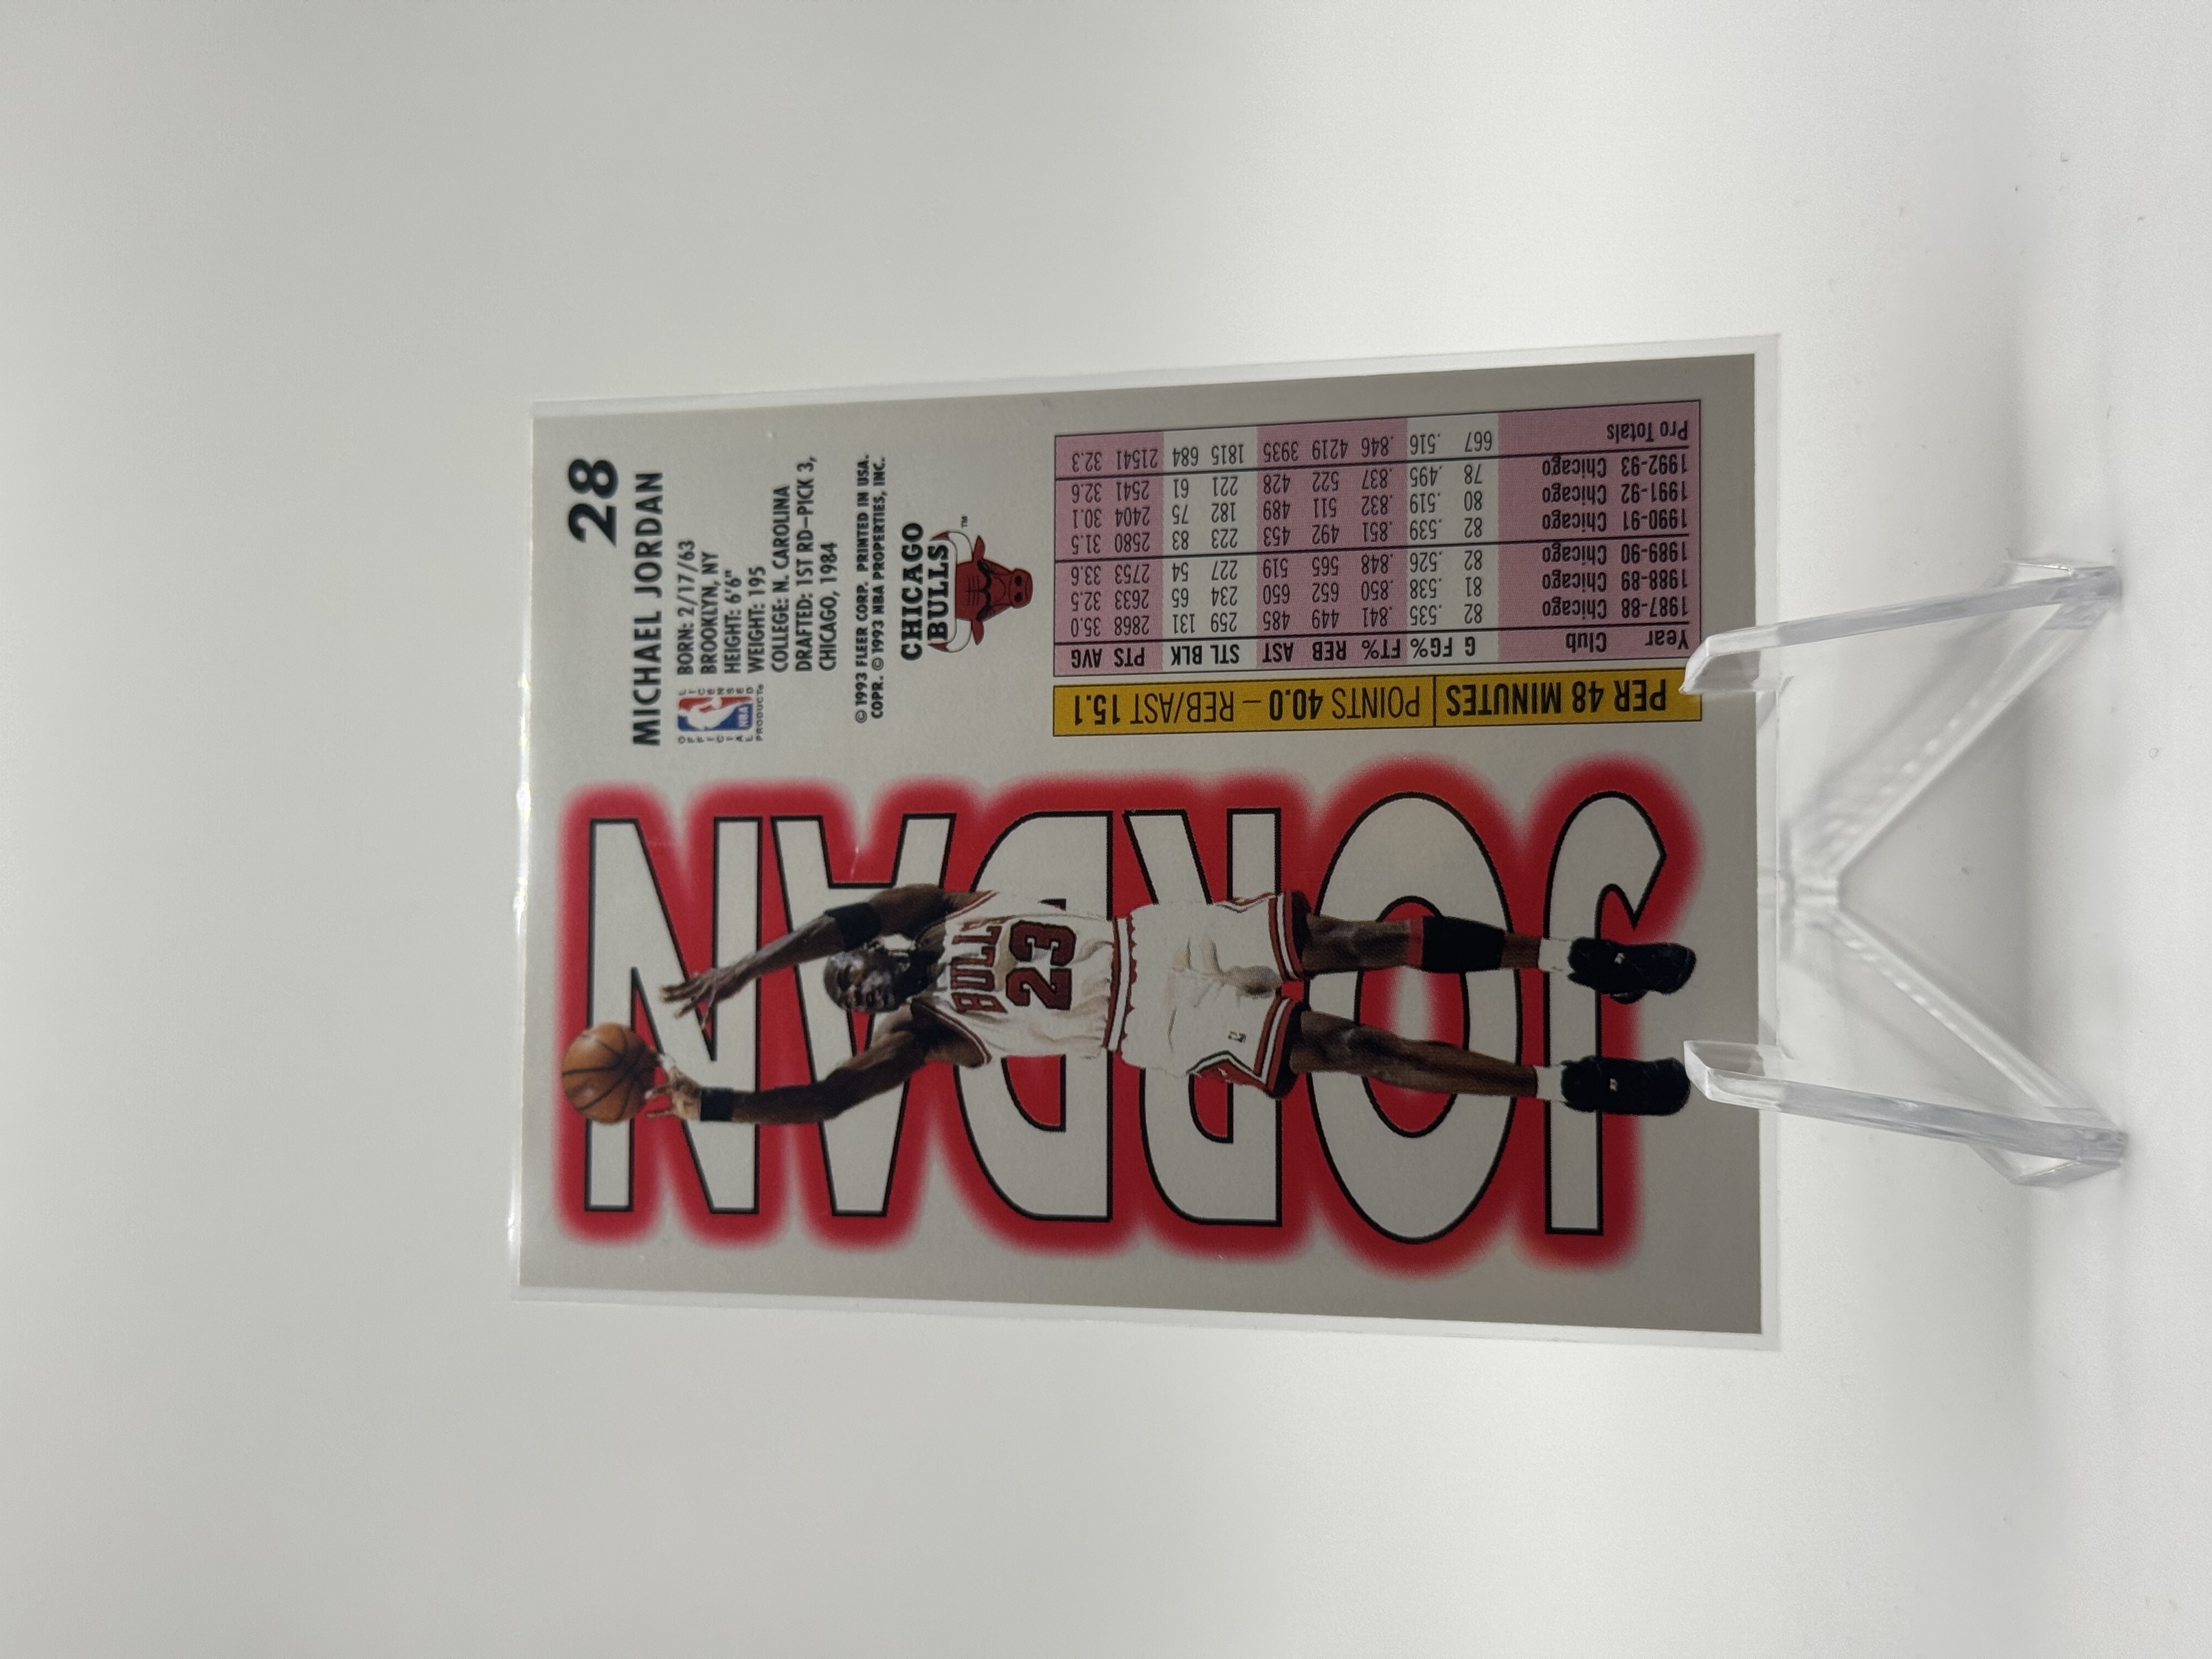 28
MICHAEL JORDAN
BORN: 2/17/63
BROOKLYN, NY
HEIGHT: 6'6"
WEIGHT: 195
COLLEGE: N. CAROLINA
DRAFTED: 1ST RD–PICK 3,
CHICAGO, 1984
OFFICIAL LICENSED PRODUCT
NBA
© 1993 FLEER CORP. PRINTED IN USA.
COPR. © 1993 NBA PROPERTIES, INC.
CHICAGO
BULLS
TM
JORDAN
BULLS
23
PER 48 MINUTES POINTS 40.0 – REB/AST 15.1
Year Club G FG% FT% REB AST STL BLK PTS AVG
1987-88 Chicago 82 .535 .841 449 485 259 131 2868 35.0
1988-89 Chicago 81 .538 .850 652 650 234 65 2633 32.5
1989-90 Chicago 82 .526 .848 565 519 227 54 2753 33.6
1990-91 Chicago 82 .539 .851 492 453 223 83 2580 31.5
1991-92 Chicago 80 .519 .832 511 489 182 75 2404 30.1
1992-93 Chicago 78 .495 .837 522 428 221 61 2541 32.6
Pro Totals 667 .516 .846 4219 3935 1815 684 21541 32.3